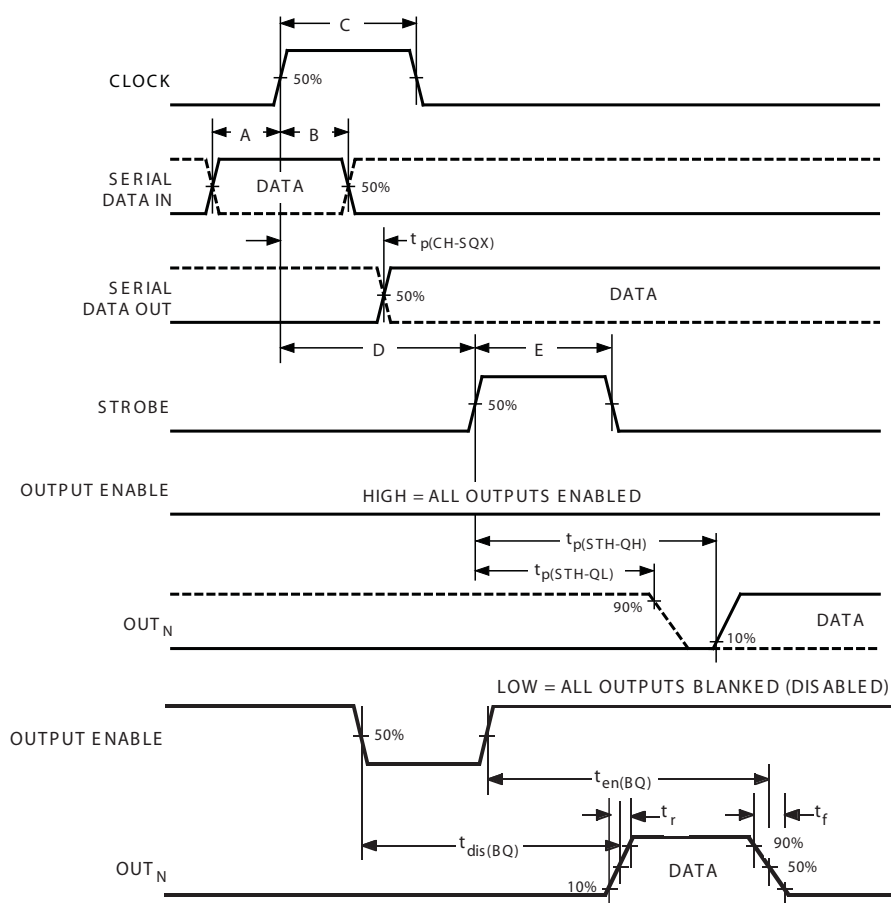 C
CLOCK
50%
A
B
SERIAL
DATA IN
DATA
50%
t p(CH-SQX)
SERIAL
DATA OUT
50%
DATA
D
E
STROBE
50%
OUTPUT ENABLE
HIGH = ALL OUTPUTS ENABLED
t p(STH-QH)
t p(STH-QL)
90%
OUT N
10%
DATA
LOW = ALL OUTPUTS BLANKED (DISABLED)
OUTPUT ENABLE
50%
t en(BQ)
t r
t f
t dis(BQ)
90%
OUT N
DATA
50%
10%